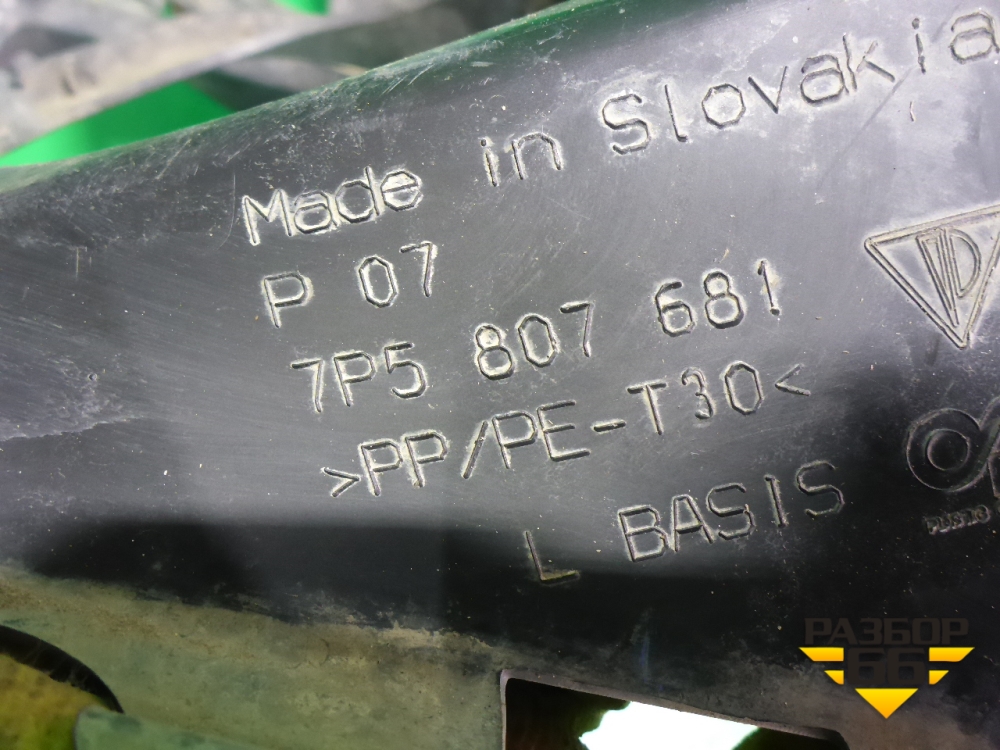 Made in Slovakia
P 07
7P5 807 681
>PP/PE-T30<
L BASIS
РАЗБОР
66